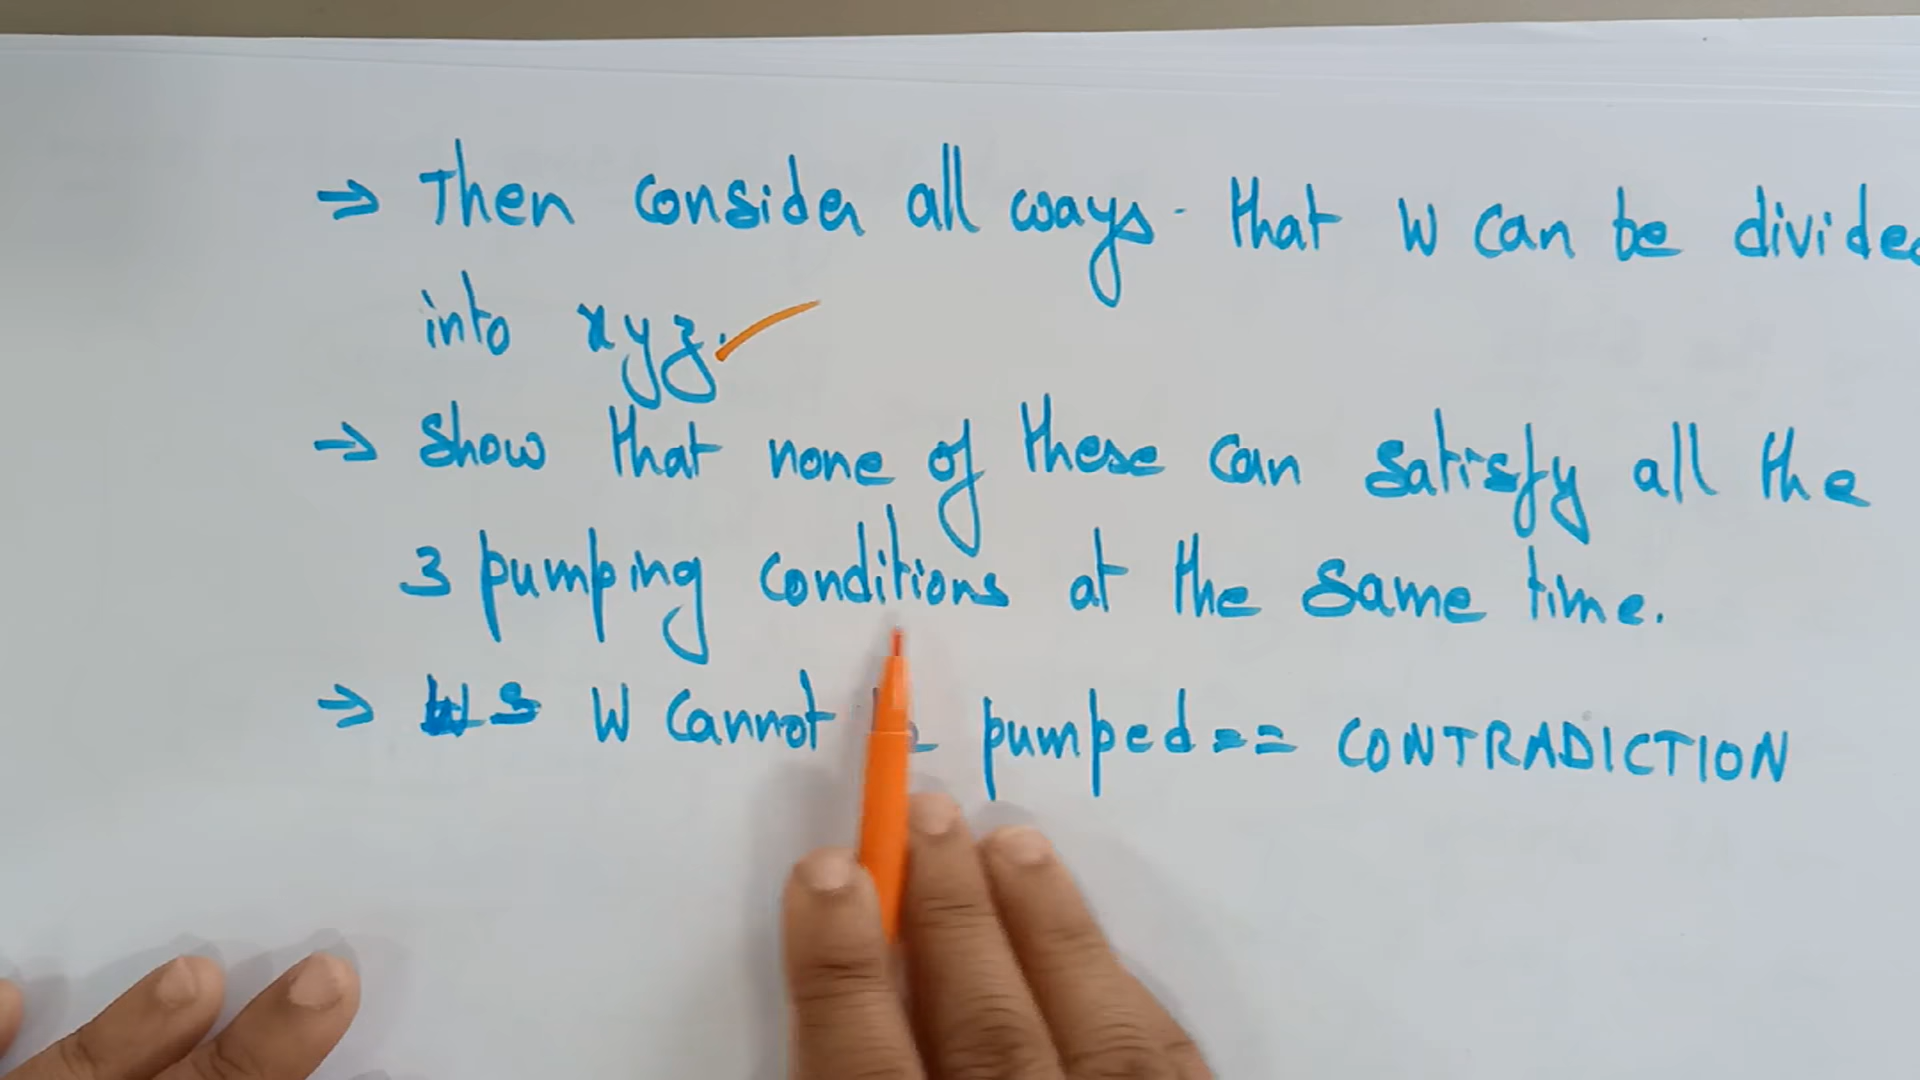 → Then consider all ways that W can be divided
into xyz.
→ Show that none of these can satisfy all the
3 pumping conditions at the same time.
→ W cannot pumped == CONTRADICTION